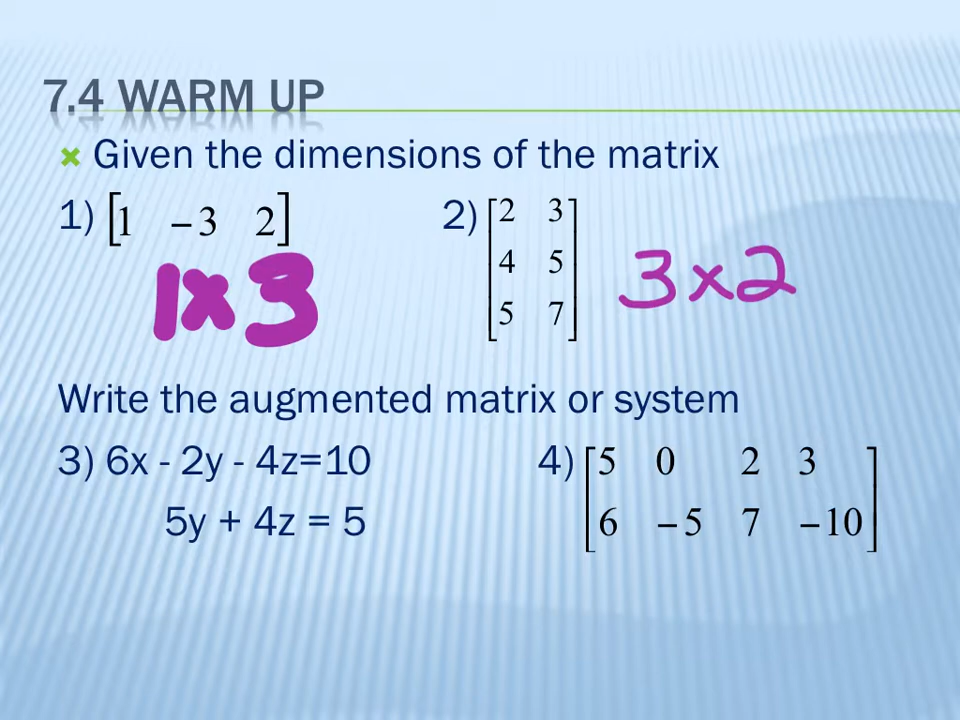 7.4 WARM UP
Given the dimensions of the matrix
1) [1 −3 2] 2) [2 3
4 5
5 7]
1x3 3x2
Write the augmented matrix or system
3) 6x - 2y - 4z=10 4) [5 0 2 3
5y + 4z = 5 6 −5 7 −10]